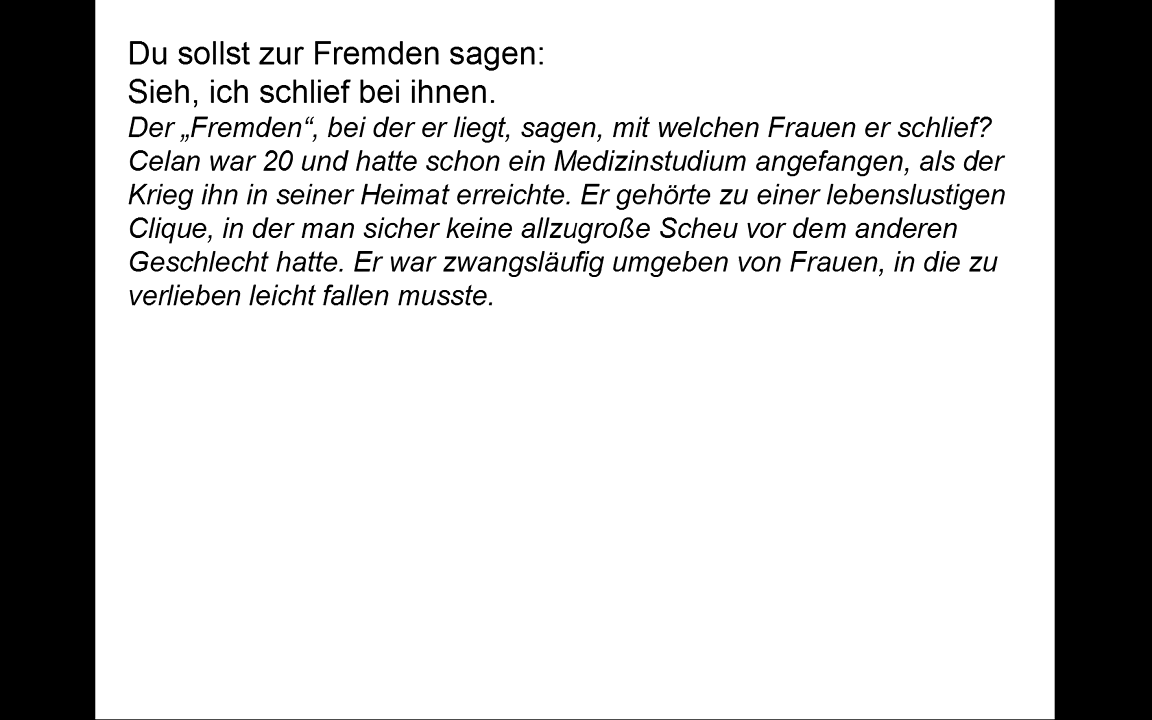 Du sollst zur Fremden sagen:
Sieh, ich schlief bei ihnen.
Der „Fremden“, bei der er liegt, sagen, mit welchen Frauen er schlief?
Celan war 20 und hatte schon ein Medizinstudium angefangen, als der
Krieg ihn in seiner Heimat erreichte. Er gehörte zu einer lebenslustigen
Clique, in der man sicher keine allzugroße Scheu vor dem anderen
Geschlecht hatte. Er war zwangsläufig umgeben von Frauen, in die zu
verlieben leicht fallen musste.